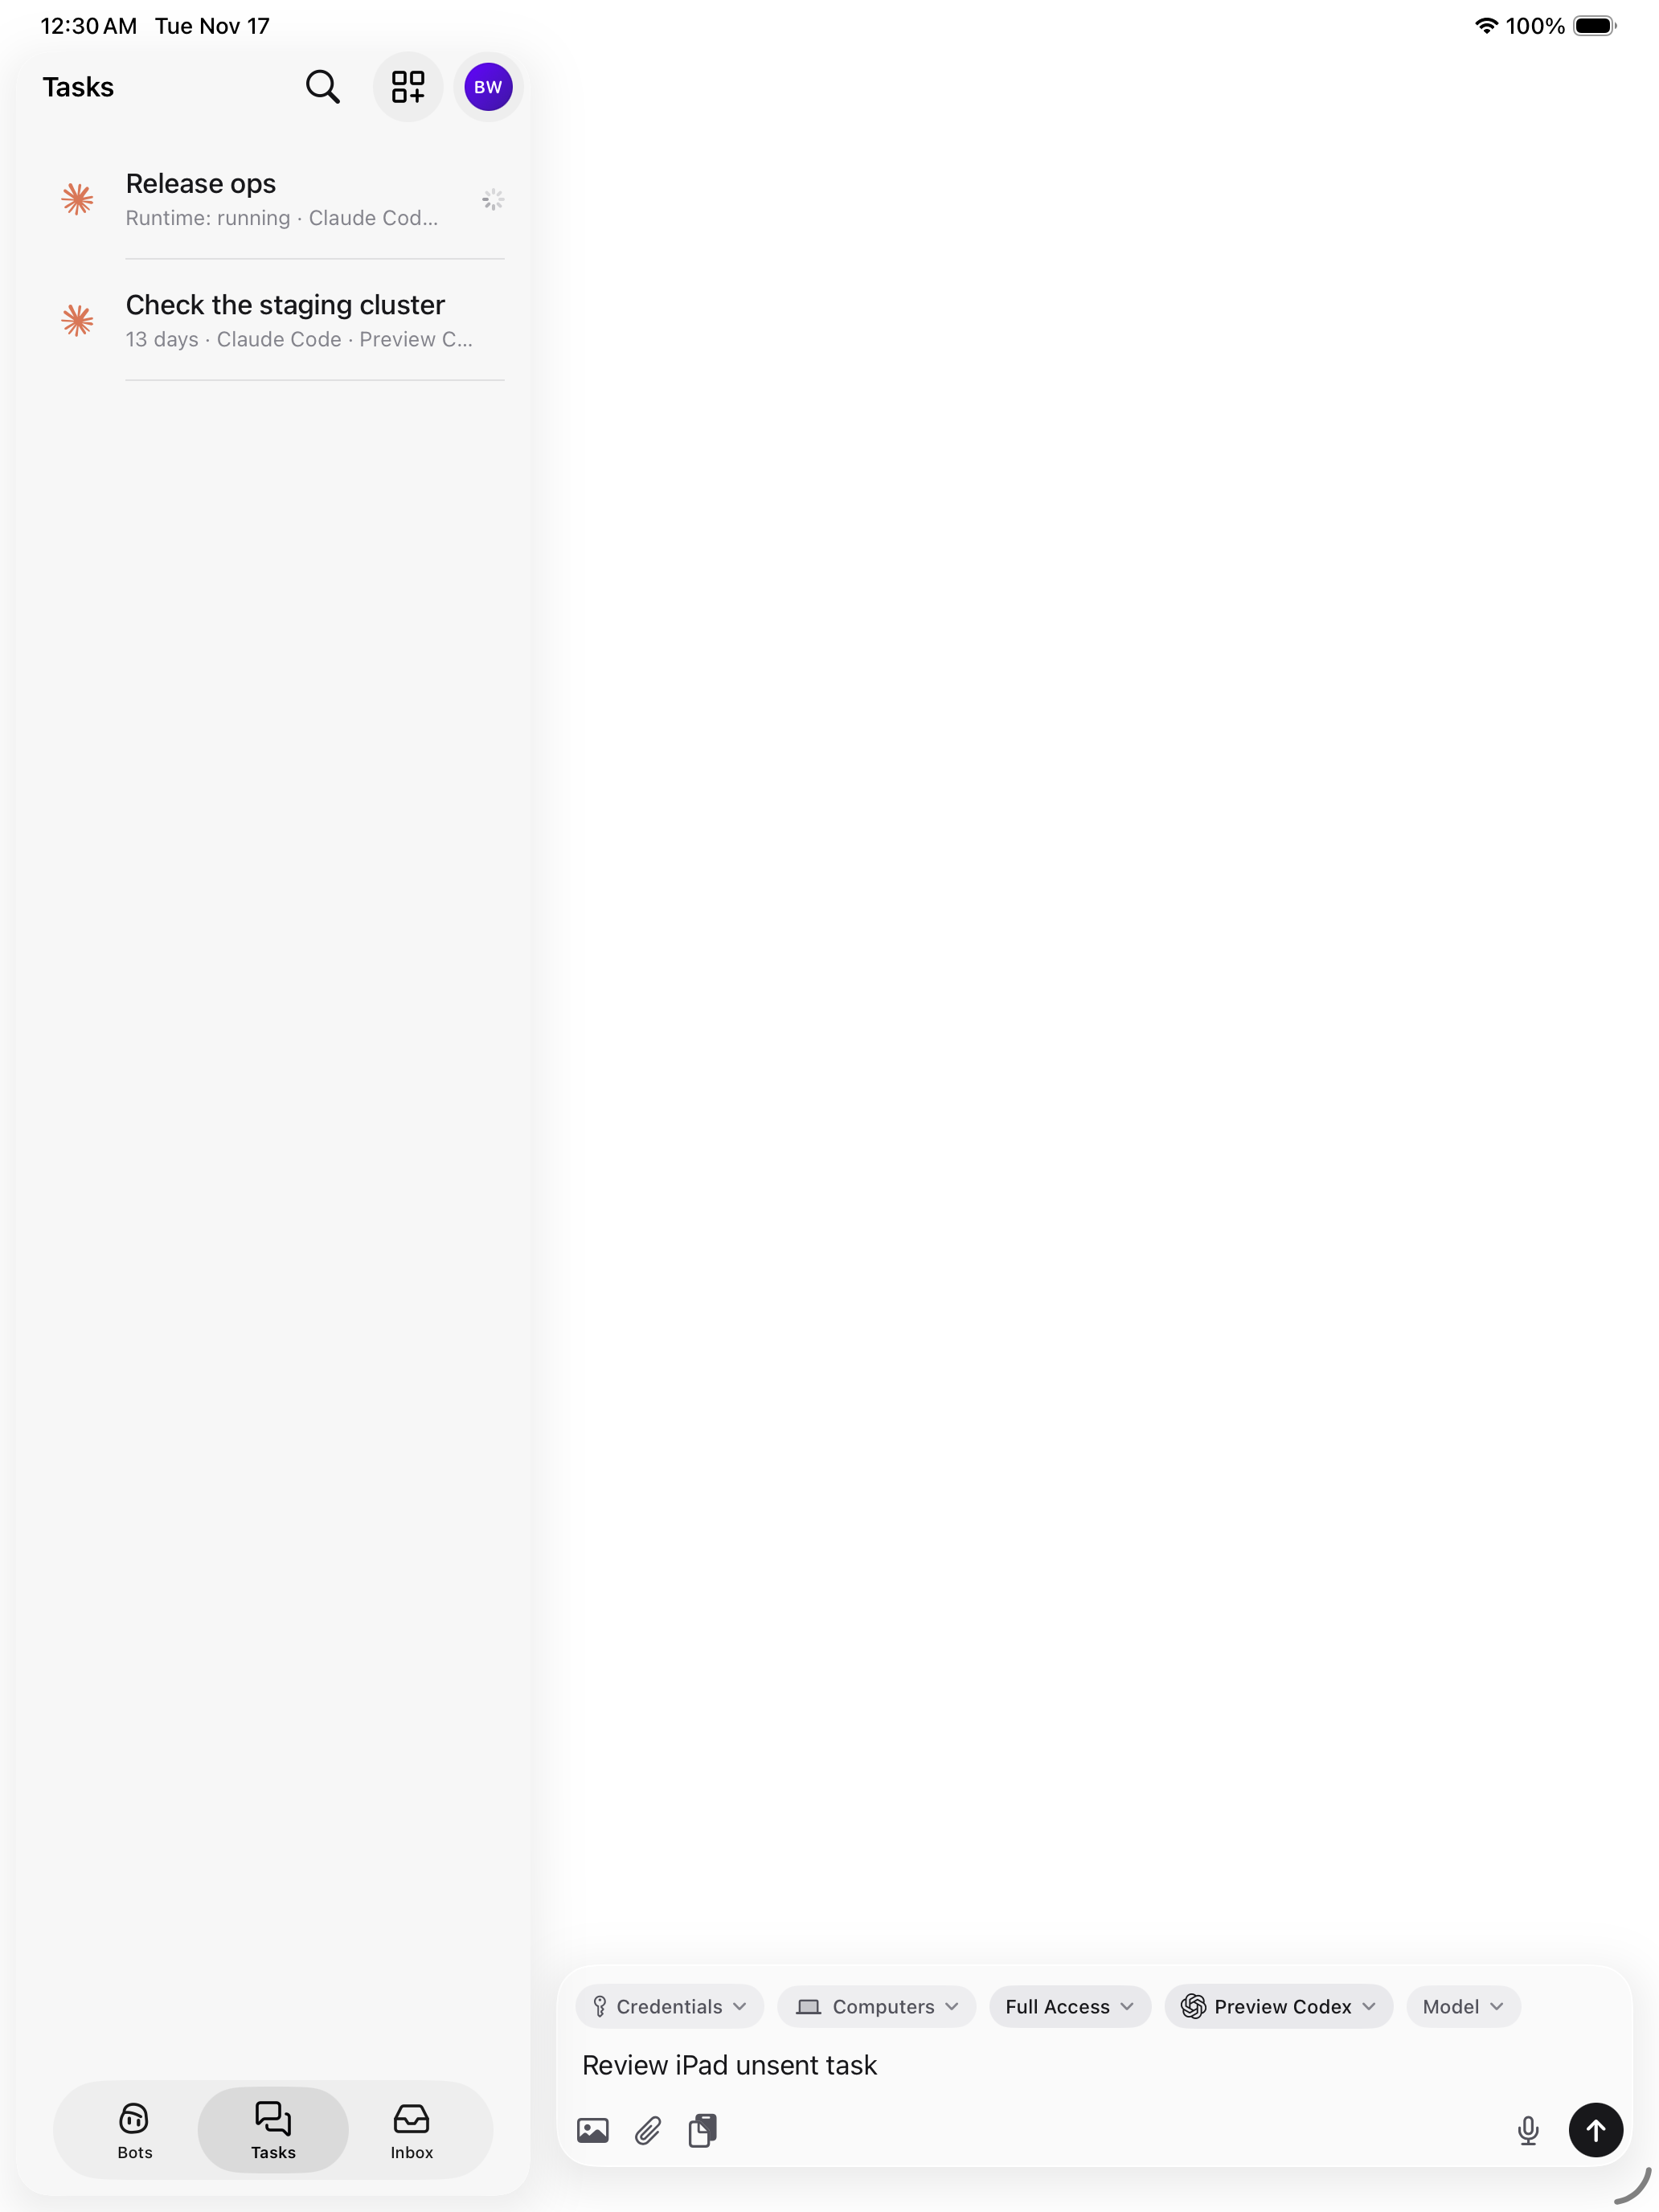 12:30 AM Tue Nov 17
100%
Tasks
BW
Release ops
Runtime: running · Claude Cod...
Check the staging cluster
13 days · Claude Code · Preview C...
Credentials
Computers
Full Access
Preview Codex
Model
Review iPad unsent task
Bots
Tasks
Inbox